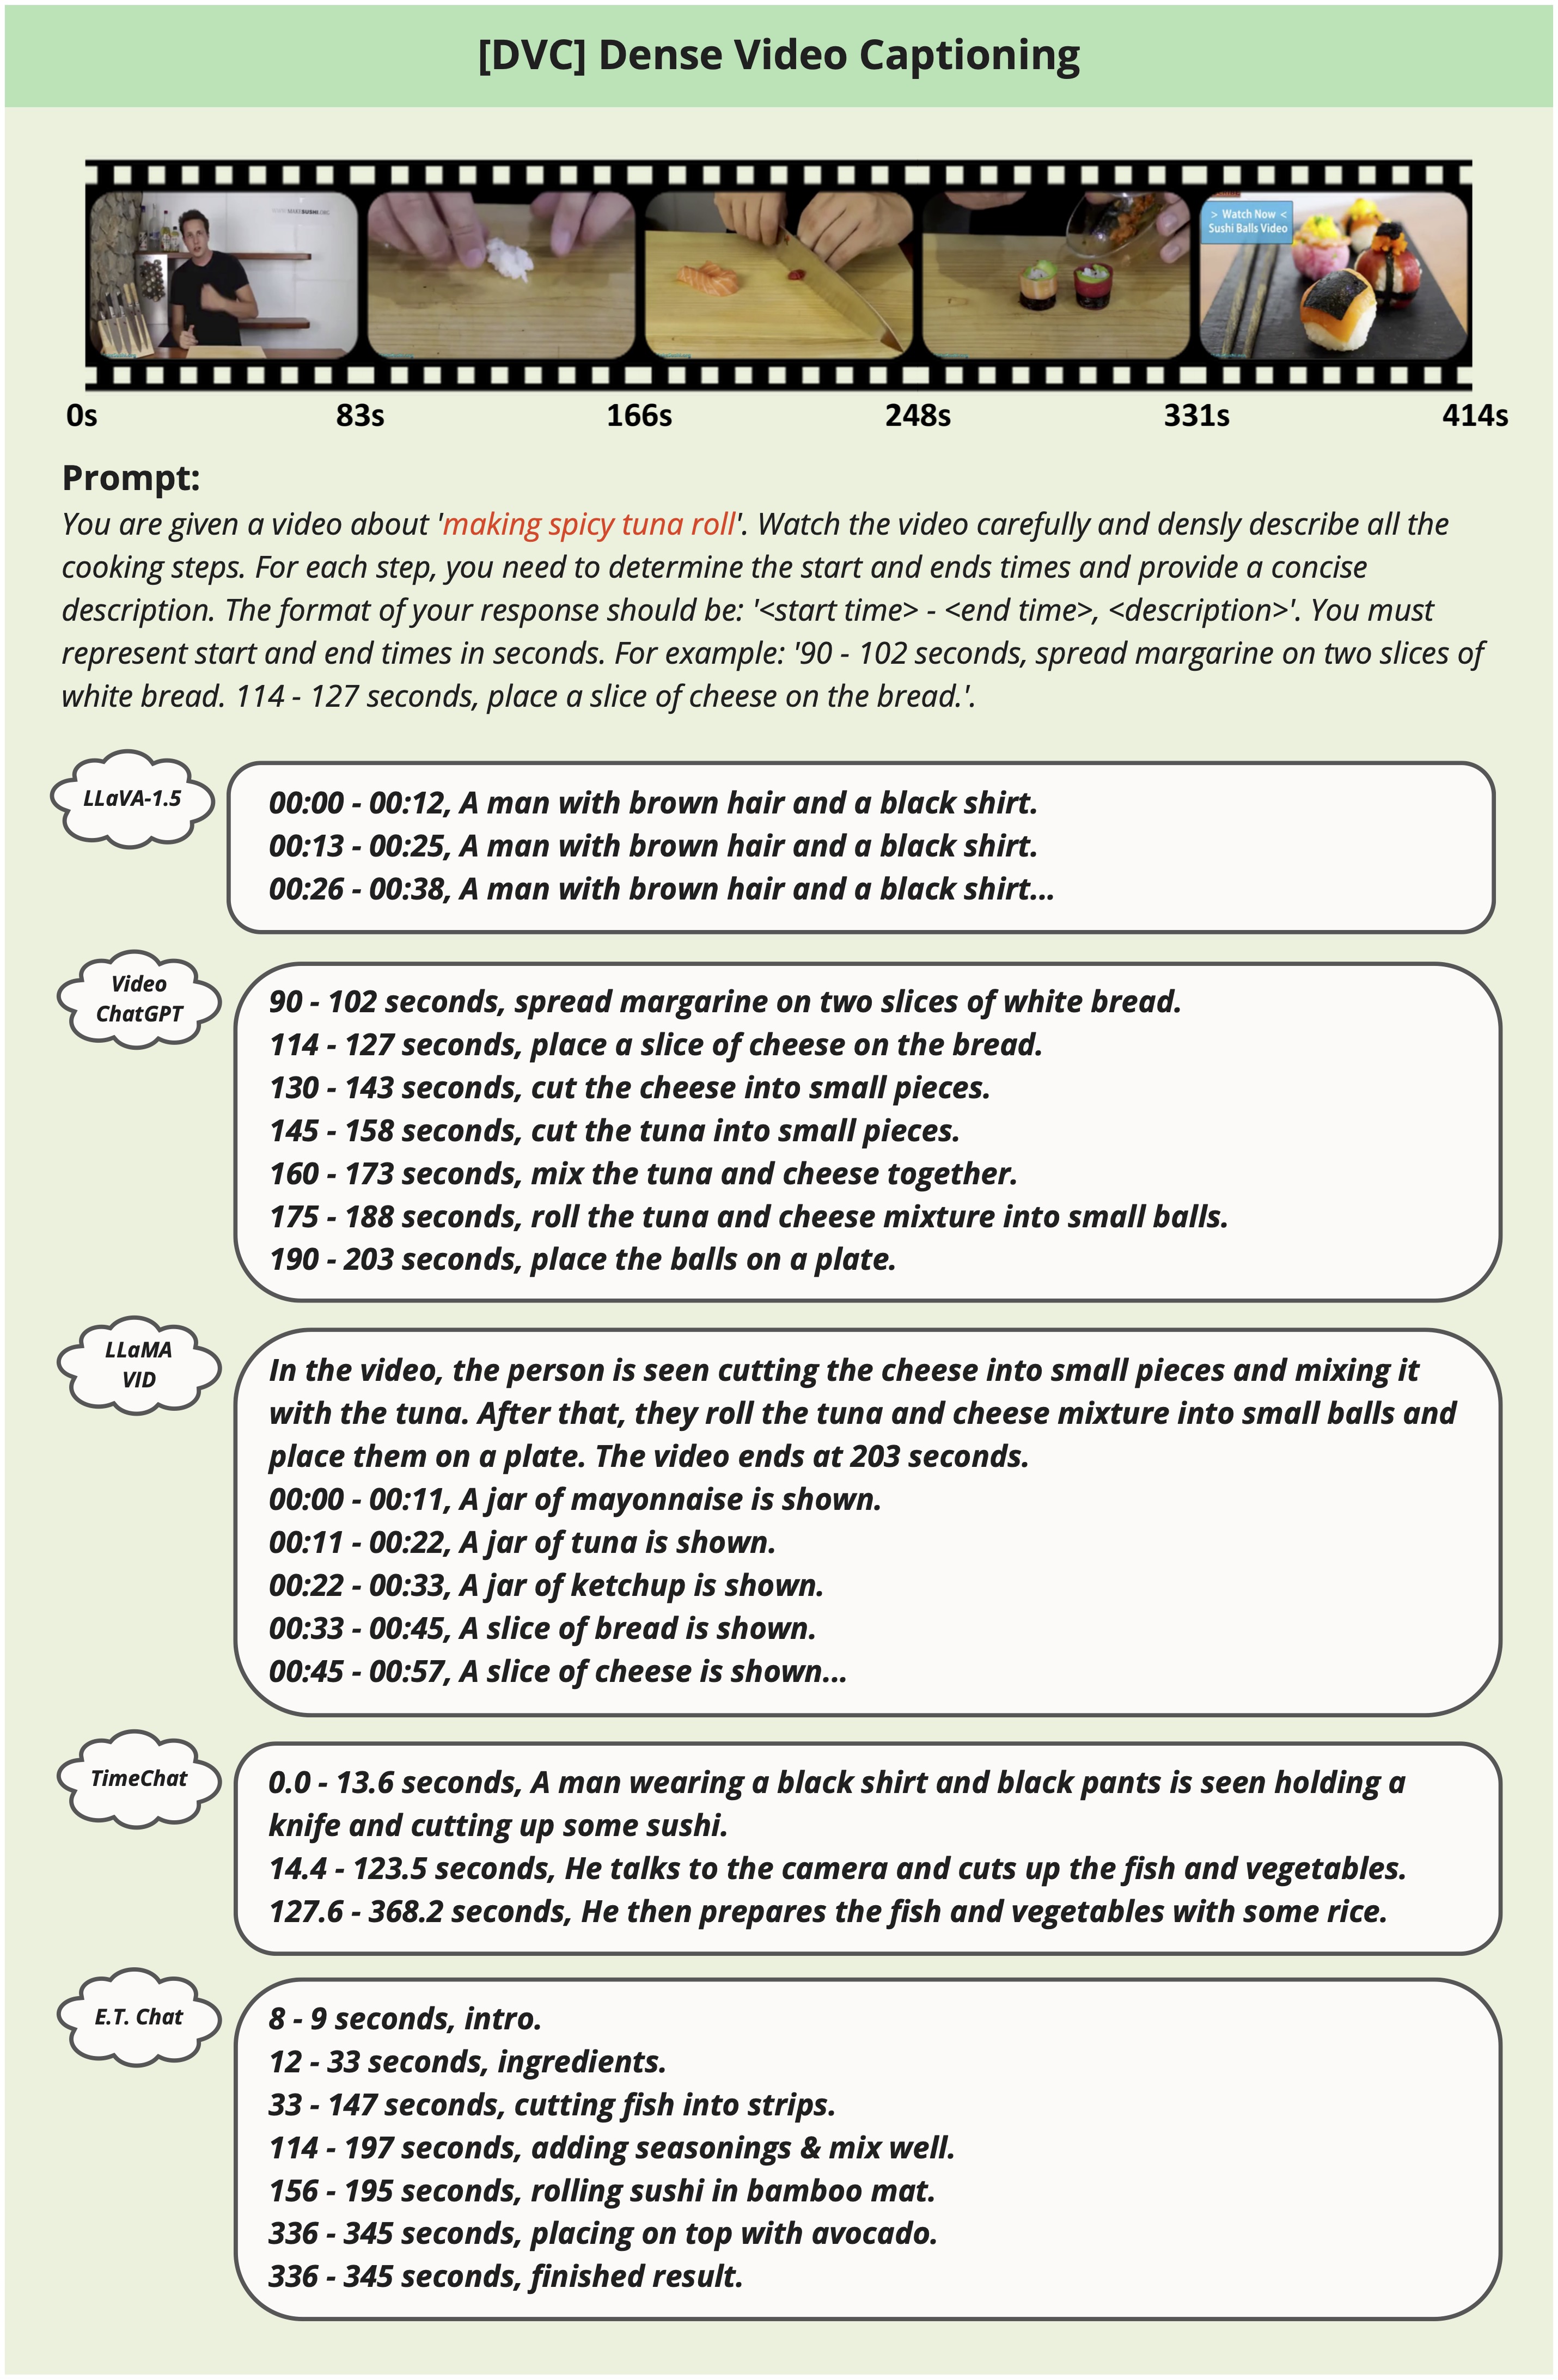 [DVC] Dense Video Captioning
> Watch Now <
Sushi Balls Video
0s 83s 166s 248s 331s 414s
Prompt:
You are given a video about 'making spicy tuna roll'. Watch the video carefully and densly describe all the
cooking steps. For each step, you need to determine the start and ends times and provide a concise
description. The format of your response should be: '<start time> - <end time>, <description>'. You must
represent start and end times in seconds. For example: '90 - 102 seconds, spread margarine on two slices of
white bread. 114 - 127 seconds, place a slice of cheese on the bread.'.
LLaVA-1.5
00:00 - 00:12, A man with brown hair and a black shirt.
00:13 - 00:25, A man with brown hair and a black shirt.
00:26 - 00:38, A man with brown hair and a black shirt...
Video
ChatGPT
90 - 102 seconds, spread margarine on two slices of white bread.
114 - 127 seconds, place a slice of cheese on the bread.
130 - 143 seconds, cut the cheese into small pieces.
145 - 158 seconds, cut the tuna into small pieces.
160 - 173 seconds, mix the tuna and cheese together.
175 - 188 seconds, roll the tuna and cheese mixture into small balls.
190 - 203 seconds, place the balls on a plate.
LLaMA
VID
In the video, the person is seen cutting the cheese into small pieces and mixing it
with the tuna. After that, they roll the tuna and cheese mixture into small balls and
place them on a plate. The video ends at 203 seconds.
00:00 - 00:11, A jar of mayonnaise is shown.
00:11 - 00:22, A jar of tuna is shown.
00:22 - 00:33, A jar of ketchup is shown.
00:33 - 00:45, A slice of bread is shown.
00:45 - 00:57, A slice of cheese is shown...
TimeChat
0.0 - 13.6 seconds, A man wearing a black shirt and black pants is seen holding a
knife and cutting up some sushi.
14.4 - 123.5 seconds, He talks to the camera and cuts up the fish and vegetables.
127.6 - 368.2 seconds, He then prepares the fish and vegetables with some rice.
E.T. Chat
8 - 9 seconds, intro.
12 - 33 seconds, ingredients.
33 - 147 seconds, cutting fish into strips.
114 - 197 seconds, adding seasonings & mix well.
156 - 195 seconds, rolling sushi in bamboo mat.
336 - 345 seconds, placing on top with avocado.
336 - 345 seconds, finished result.